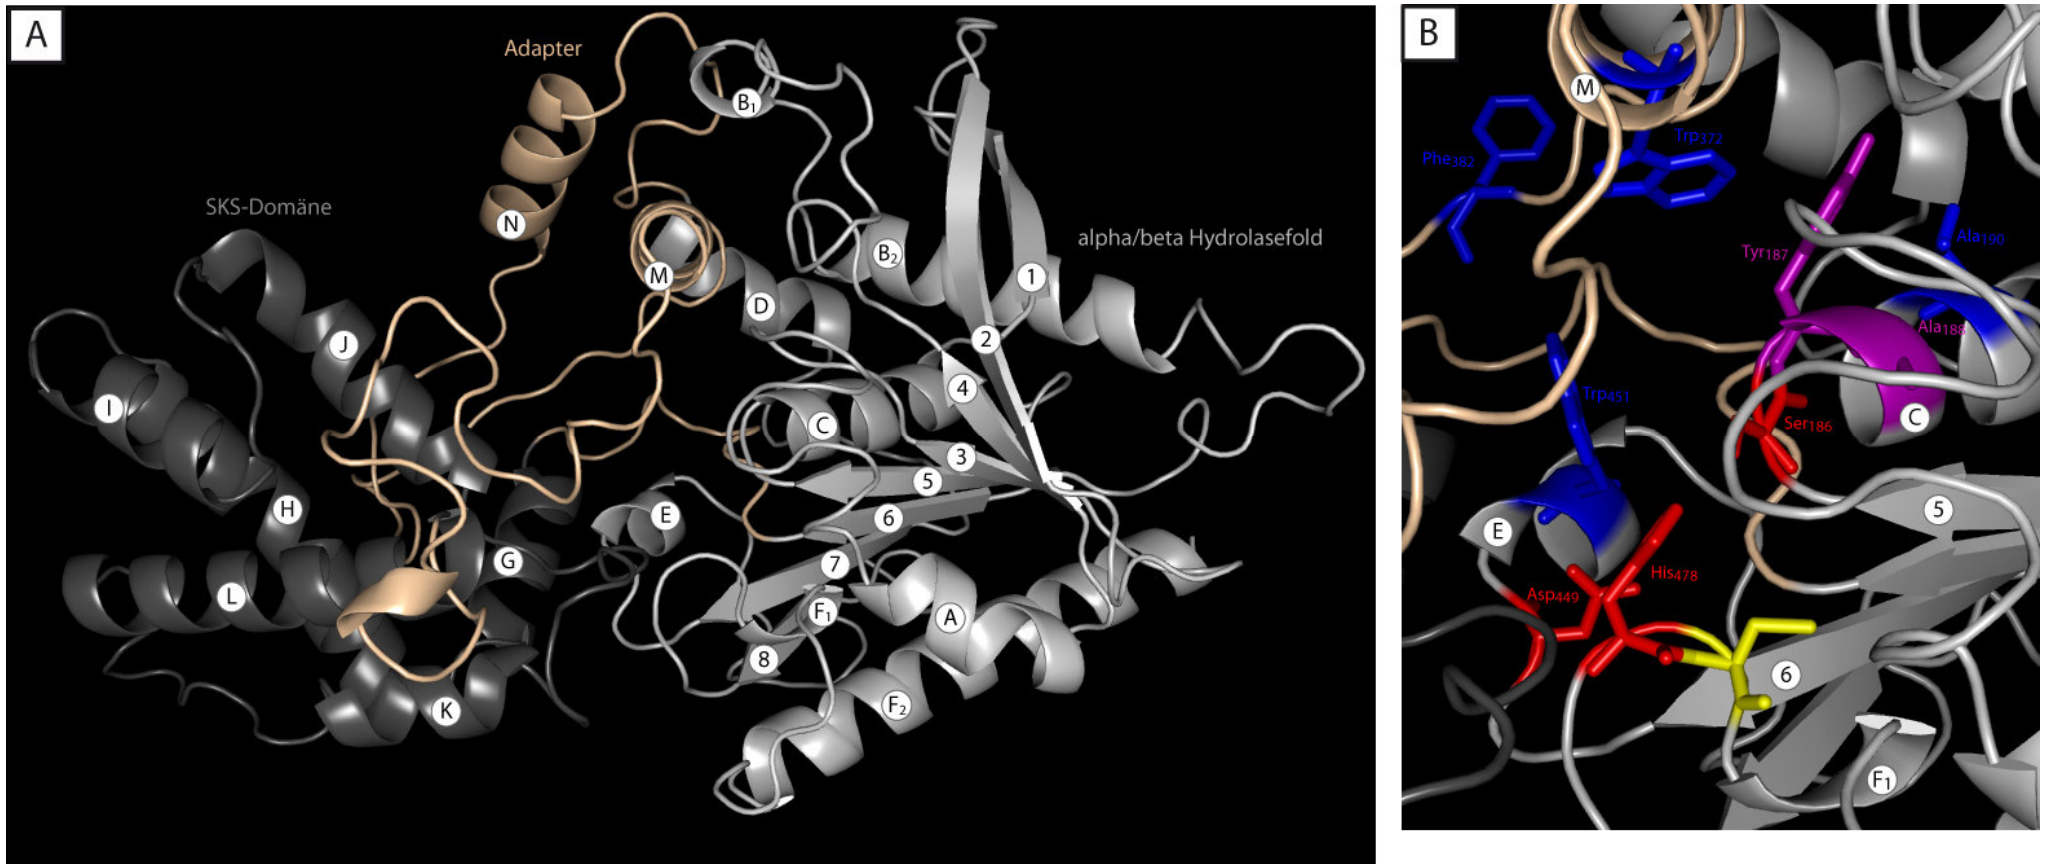 A
Adapter
B1
SKS-Domäne
N
alpha/beta Hydrolasefold
B2
M
1
D
J
2
4
I
C
3
5
H
E
6
G
7
L
F1
A
8
F2
K
B
M
Trp372
Phe382
Ala190
Tyr187
Ala188
Trp451
C
Ser186
5
E
His478
Asp449
6
F1